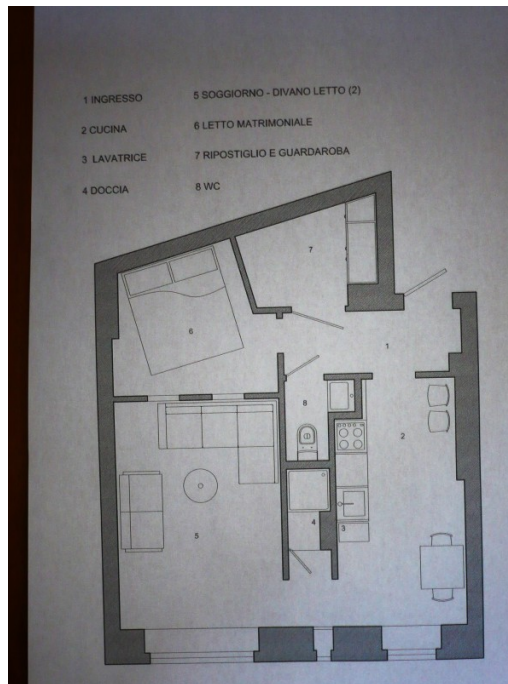 1 INGRESSO
5 SOGGIORNO - DIVANO LETTO (2)
2 CUCINA
6 LETTO MATRIMONIALE
3 LAVATRICE
7 RIPOSTIGLIO E GUARDAROBA
4 DOCCIA
8 WC
7
6
1
8
2
3
4
5